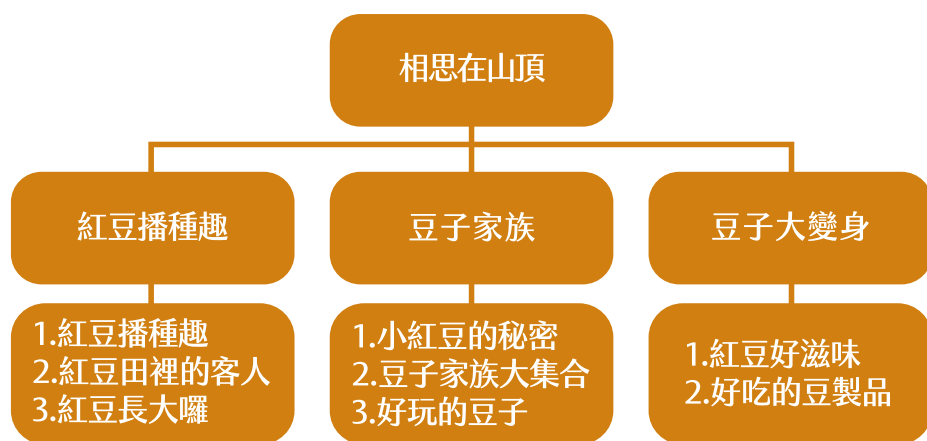 相思在山頂
紅豆播種趣
豆子家族
豆子大變身
1.紅豆播種趣
2.紅豆田裡的客人
3.紅豆長大囉
1.小紅豆的秘密
2.豆子家族大集合
3.好玩的豆子
1.紅豆好滋味
2.好吃的豆製品